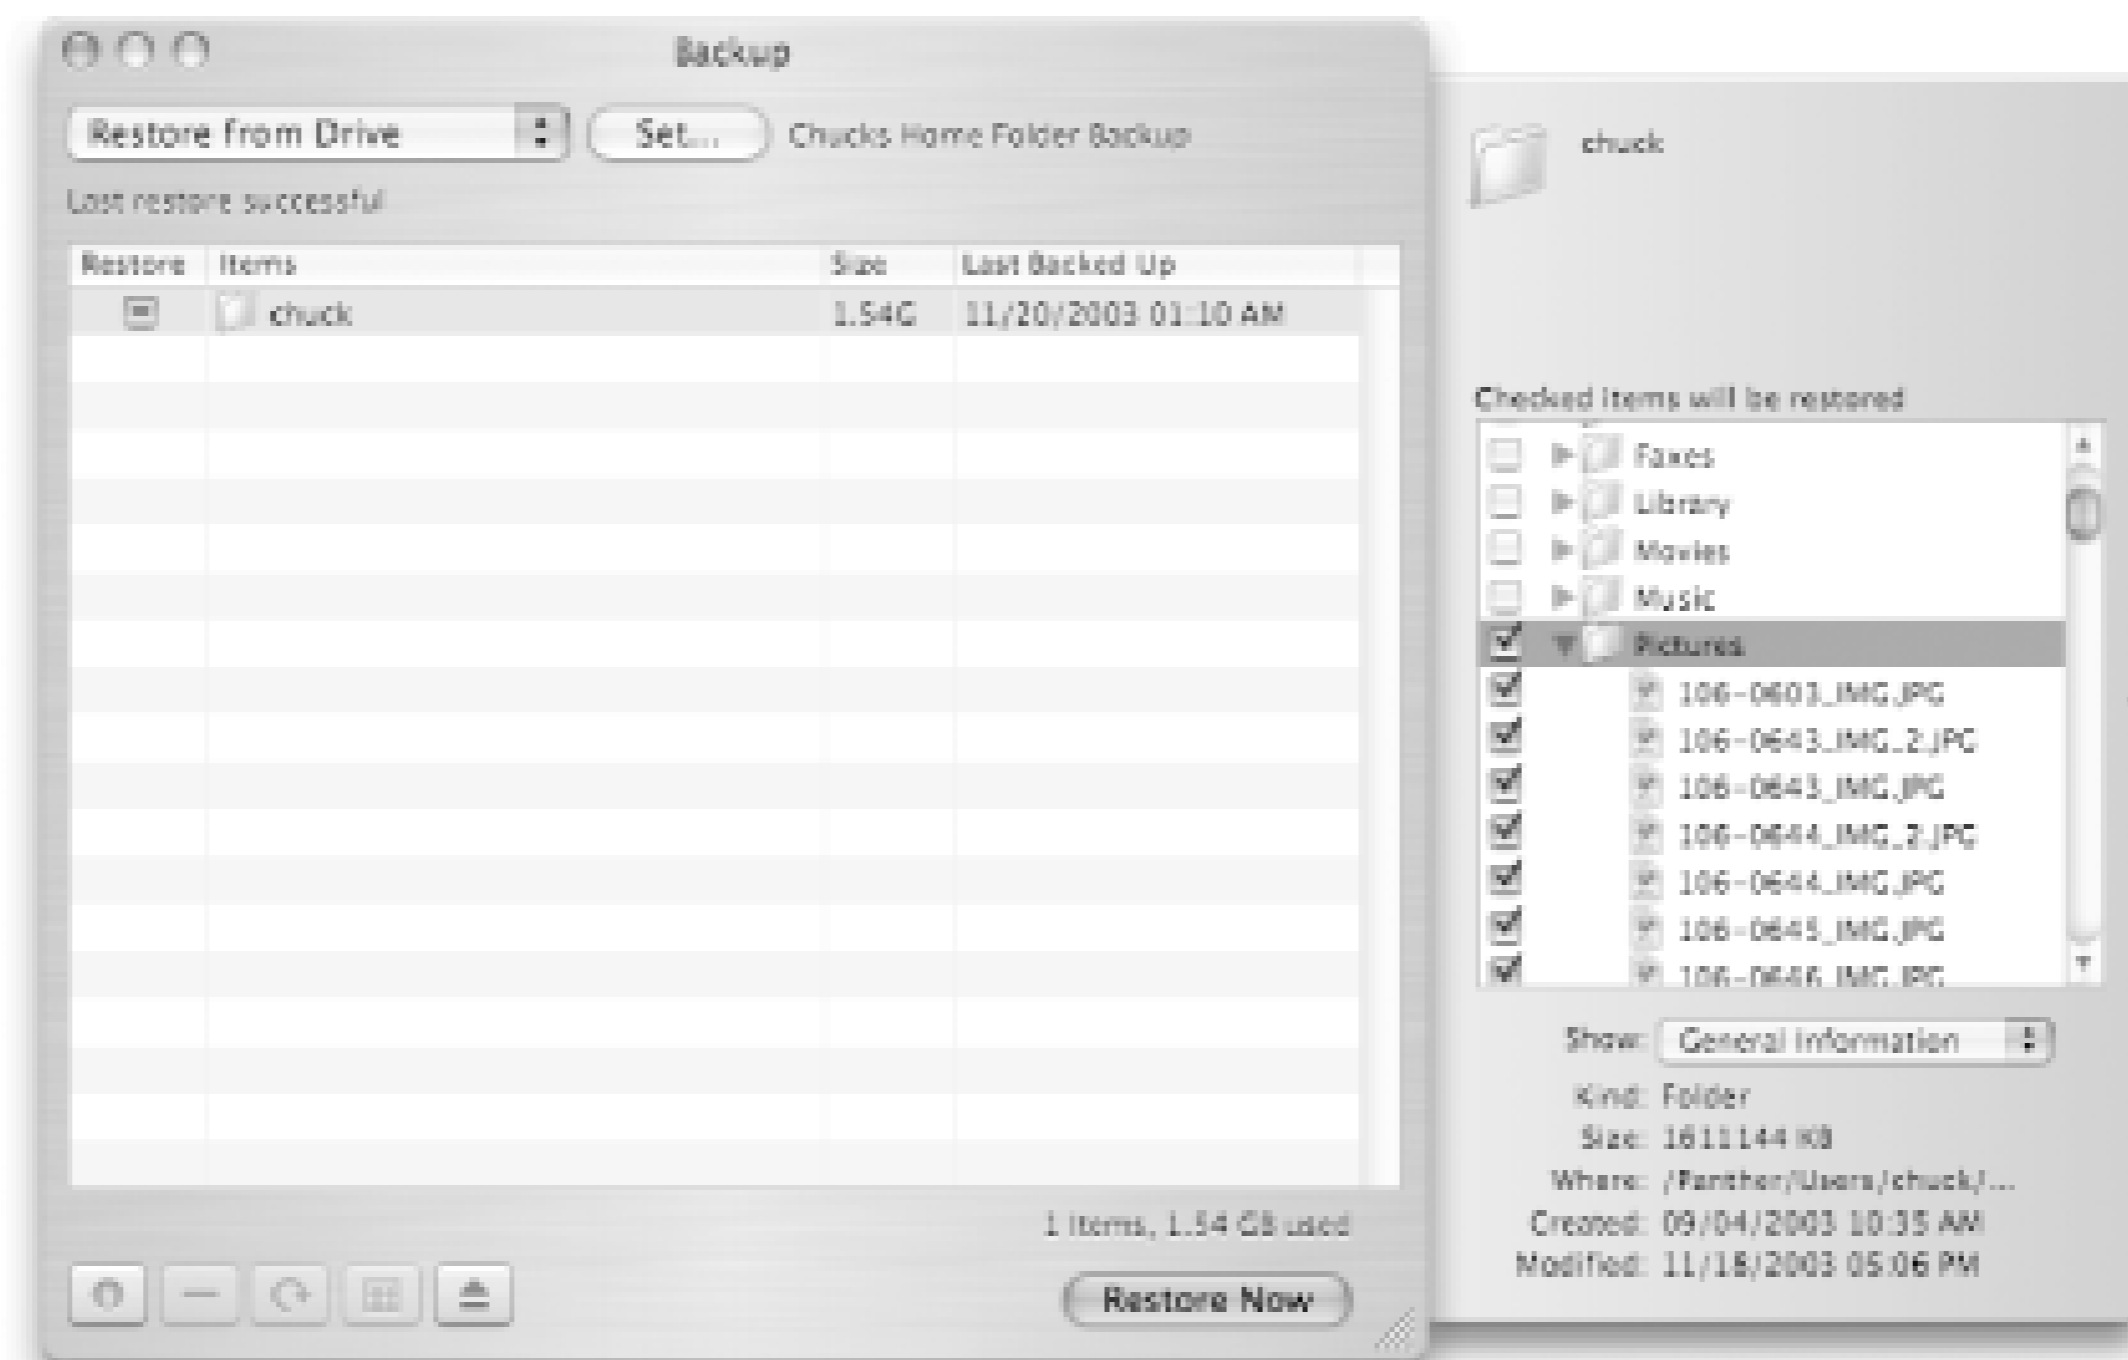 Backup
Restore from Drive Set... Chucks Home Folder Backup
Last restore successful
Restore Items Size Last Backed Up
chuck 1.54G 11/20/2003 01:10 AM
1 items, 1.54 GB used
Restore Now
chuck
Checked items will be restored
Faxes
Library
Movies
Music
Pictures
106-0603_IMG.JPG
106-0643_IMG_2.JPG
106-0643_IMG.JPG
106-0644_IMG_2.JPG
106-0644_IMG.JPG
106-0645_IMG.JPG
106-0646_IMG.JPG
Show: General Information
Kind: Folder
Size: 1611144 KB
Where: /Panther/Users/chuck/...
Created: 09/04/2003 10:35 AM
Modified: 11/18/2003 05:06 PM